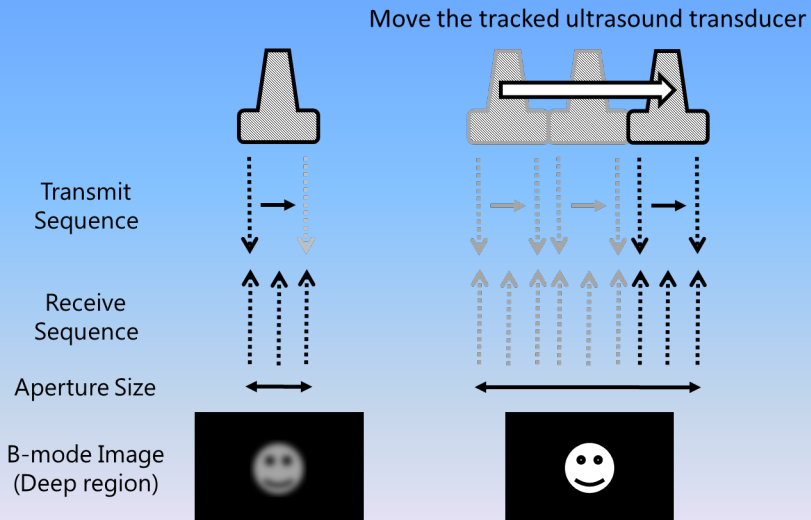 Move the tracked ultrasound transducer
Transmit
Sequence
Receive
Sequence
Aperture Size
B-mode Image
(Deep region)